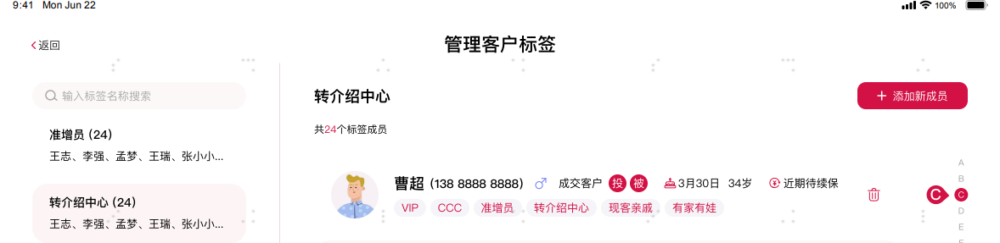 9:41 Mon Jun 22
100%
返回
管理客户标签
输入标签名称搜索
准增员 (24)
王志、李强、孟梦、王瑞、张小小...
转介绍中心 (24)
王志、李强、孟梦、王瑞、张小小...
转介绍中心
添加新成员
共24个标签成员
曹超 (138 8888 8888) 成交客户 投 被 3月30日 34岁 近期待续保
VIP CCC 准增员 转介绍中心 现客亲戚 有家有娃
A
B
C C
D
E